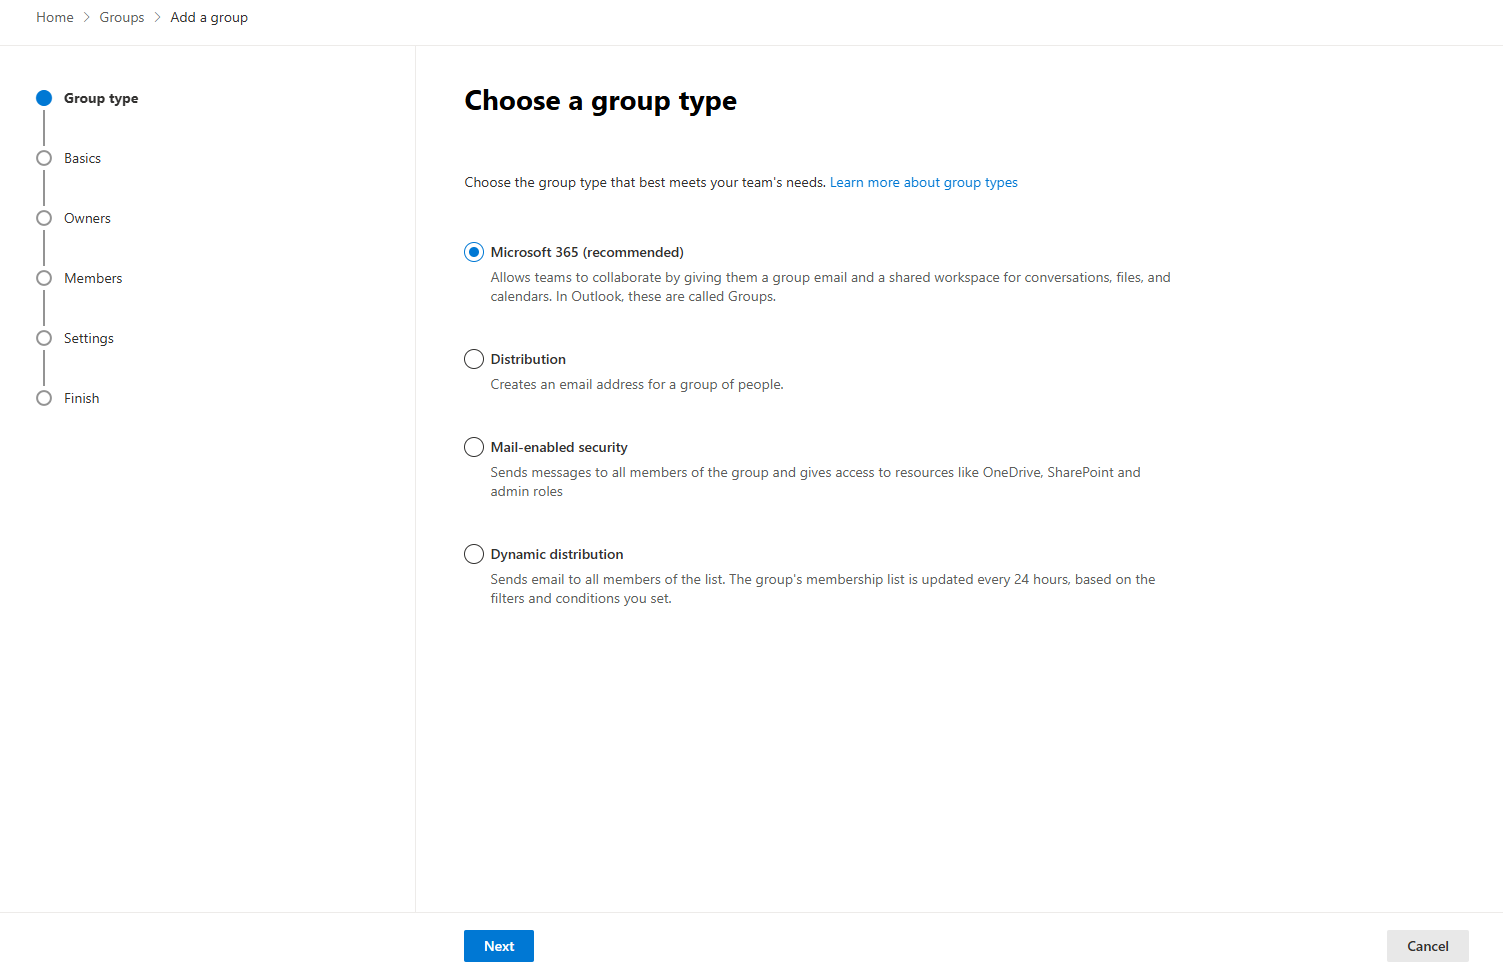 Home > Groups > Add a group
Group type
Basics
Owners
Members
Settings
Finish
Choose a group type
Choose the group type that best meets your team's needs. Learn more about group types
Microsoft 365 (recommended)
Allows teams to collaborate by giving them a group email and a shared workspace for conversations, files, and
calendars. In Outlook, these are called Groups.
Distribution
Creates an email address for a group of people.
Mail-enabled security
Sends messages to all members of the group and gives access to resources like OneDrive, SharePoint and
admin roles
Dynamic distribution
Sends email to all members of the list. The group's membership list is updated every 24 hours, based on the
filters and conditions you set.
Next
Cancel